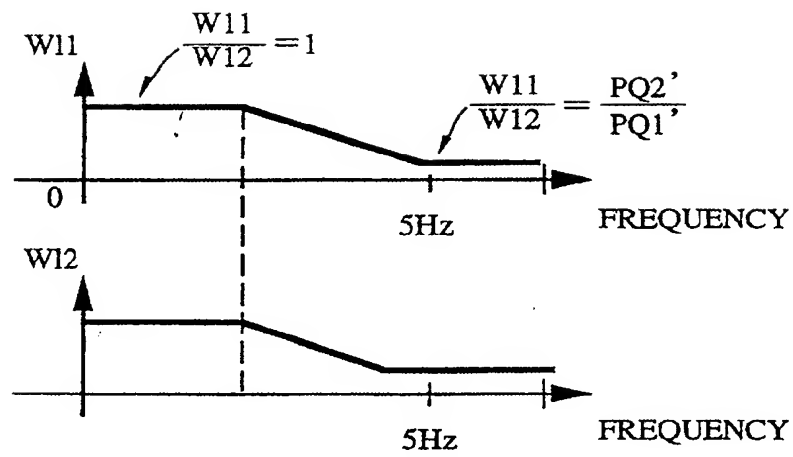 W11
W11/W12 = 1
W11/W12 = PQ2'/PQ1'
0
5Hz
FREQUENCY
W12
5Hz
FREQUENCY